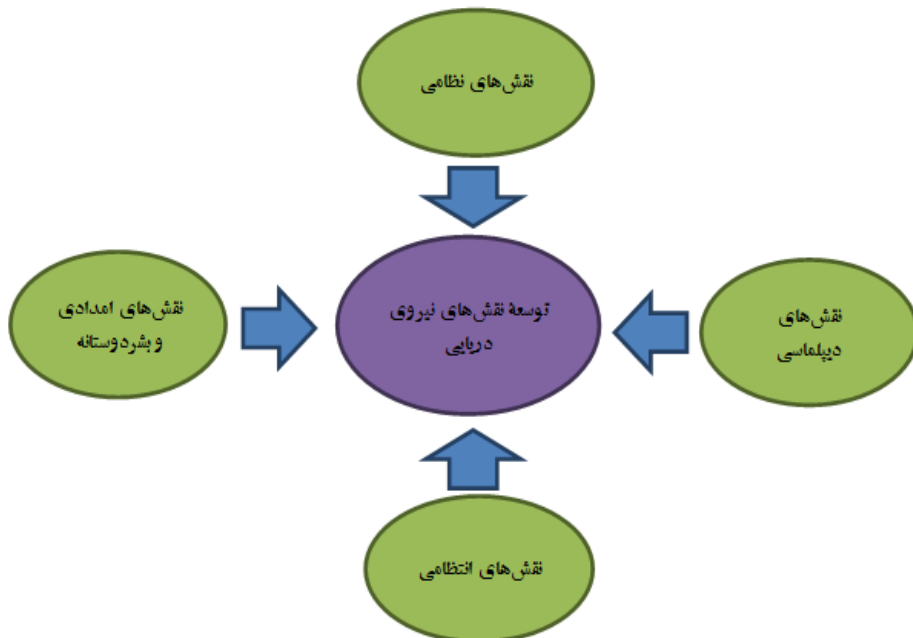 نقش‌های نظامی
توسعهٔ نقش‌های نیروی
دریایی
نقش‌های
دیپلماسی
نقش‌های امدادی
و بشردوستانه
نقش‌های انتظامی